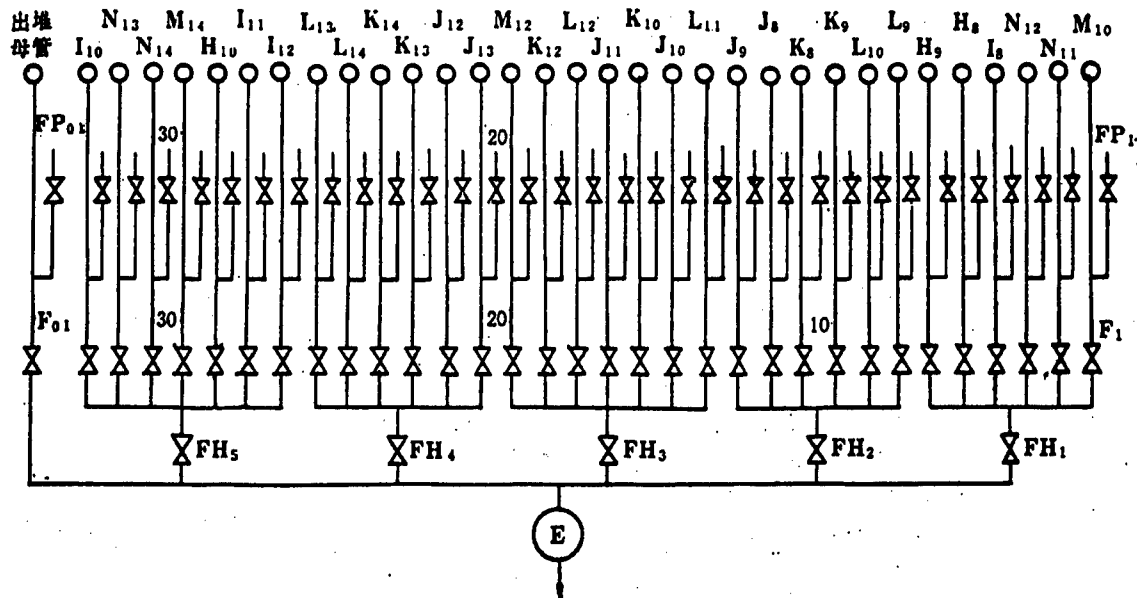 出堆 N₁₃ M₁₄ I₁₁ L₁₃ K₁₄ J₁₂ M₁₂ L₁₂ K₁₀ L₁₁ J₈ K₉ L₉ H₈ N₁₂ M₁₀
母管 I₁₀ N₁₄ H₁₀ I₁₂ L₁₄ K₁₃ J₁₃ K₁₂ J₁₁ J₁₀ J₉ K₈ L₁₀ H₉ I₈ N₁₁
FP₀₁ 30 20 FP₁
F₀₁ 30 20 10 F₁
FH₅ FH₄ FH₃ FH₂ FH₁
E